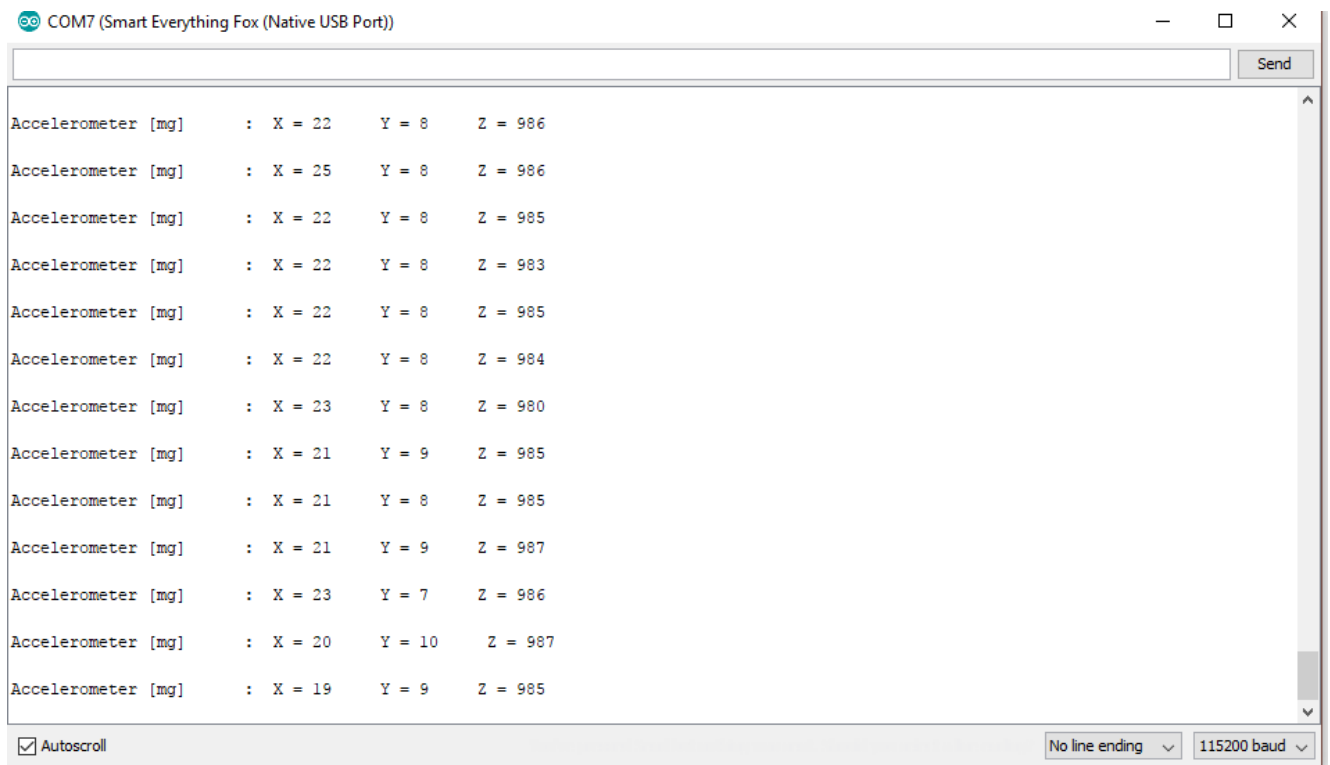 COM7 (Smart Everything Fox (Native USB Port))
Send
Accelerometer [mg] : X = 22 Y = 8 Z = 986
Accelerometer [mg] : X = 25 Y = 8 Z = 986
Accelerometer [mg] : X = 22 Y = 8 Z = 985
Accelerometer [mg] : X = 22 Y = 8 Z = 983
Accelerometer [mg] : X = 22 Y = 8 Z = 985
Accelerometer [mg] : X = 22 Y = 8 Z = 984
Accelerometer [mg] : X = 23 Y = 8 Z = 980
Accelerometer [mg] : X = 21 Y = 9 Z = 985
Accelerometer [mg] : X = 21 Y = 8 Z = 985
Accelerometer [mg] : X = 21 Y = 9 Z = 987
Accelerometer [mg] : X = 23 Y = 7 Z = 986
Accelerometer [mg] : X = 20 Y = 10 Z = 987
Accelerometer [mg] : X = 19 Y = 9 Z = 985
Autoscroll No line ending 115200 baud